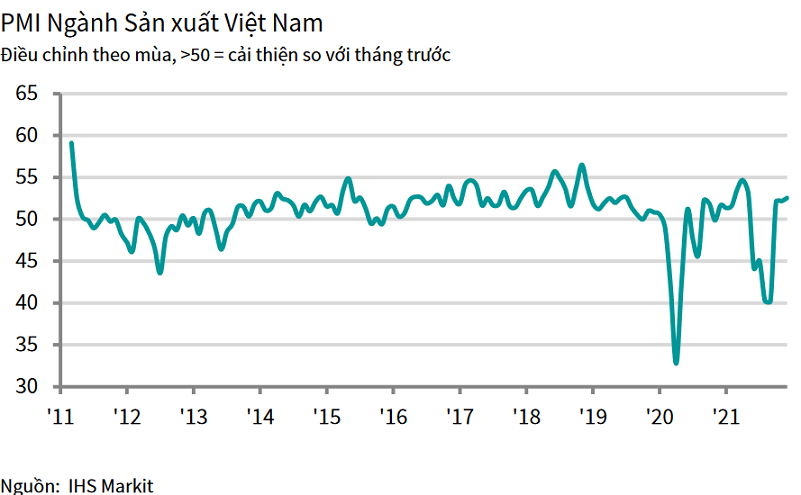 PMI Ngành Sản xuất Việt Nam
Điều chỉnh theo mùa, >50 = cải thiện so với tháng trước
65
60
55
50
45
40
35
30
'11 '12 '13 '14 '15 '16 '17 '18 '19 '20 '21
Nguồn: IHS Markit